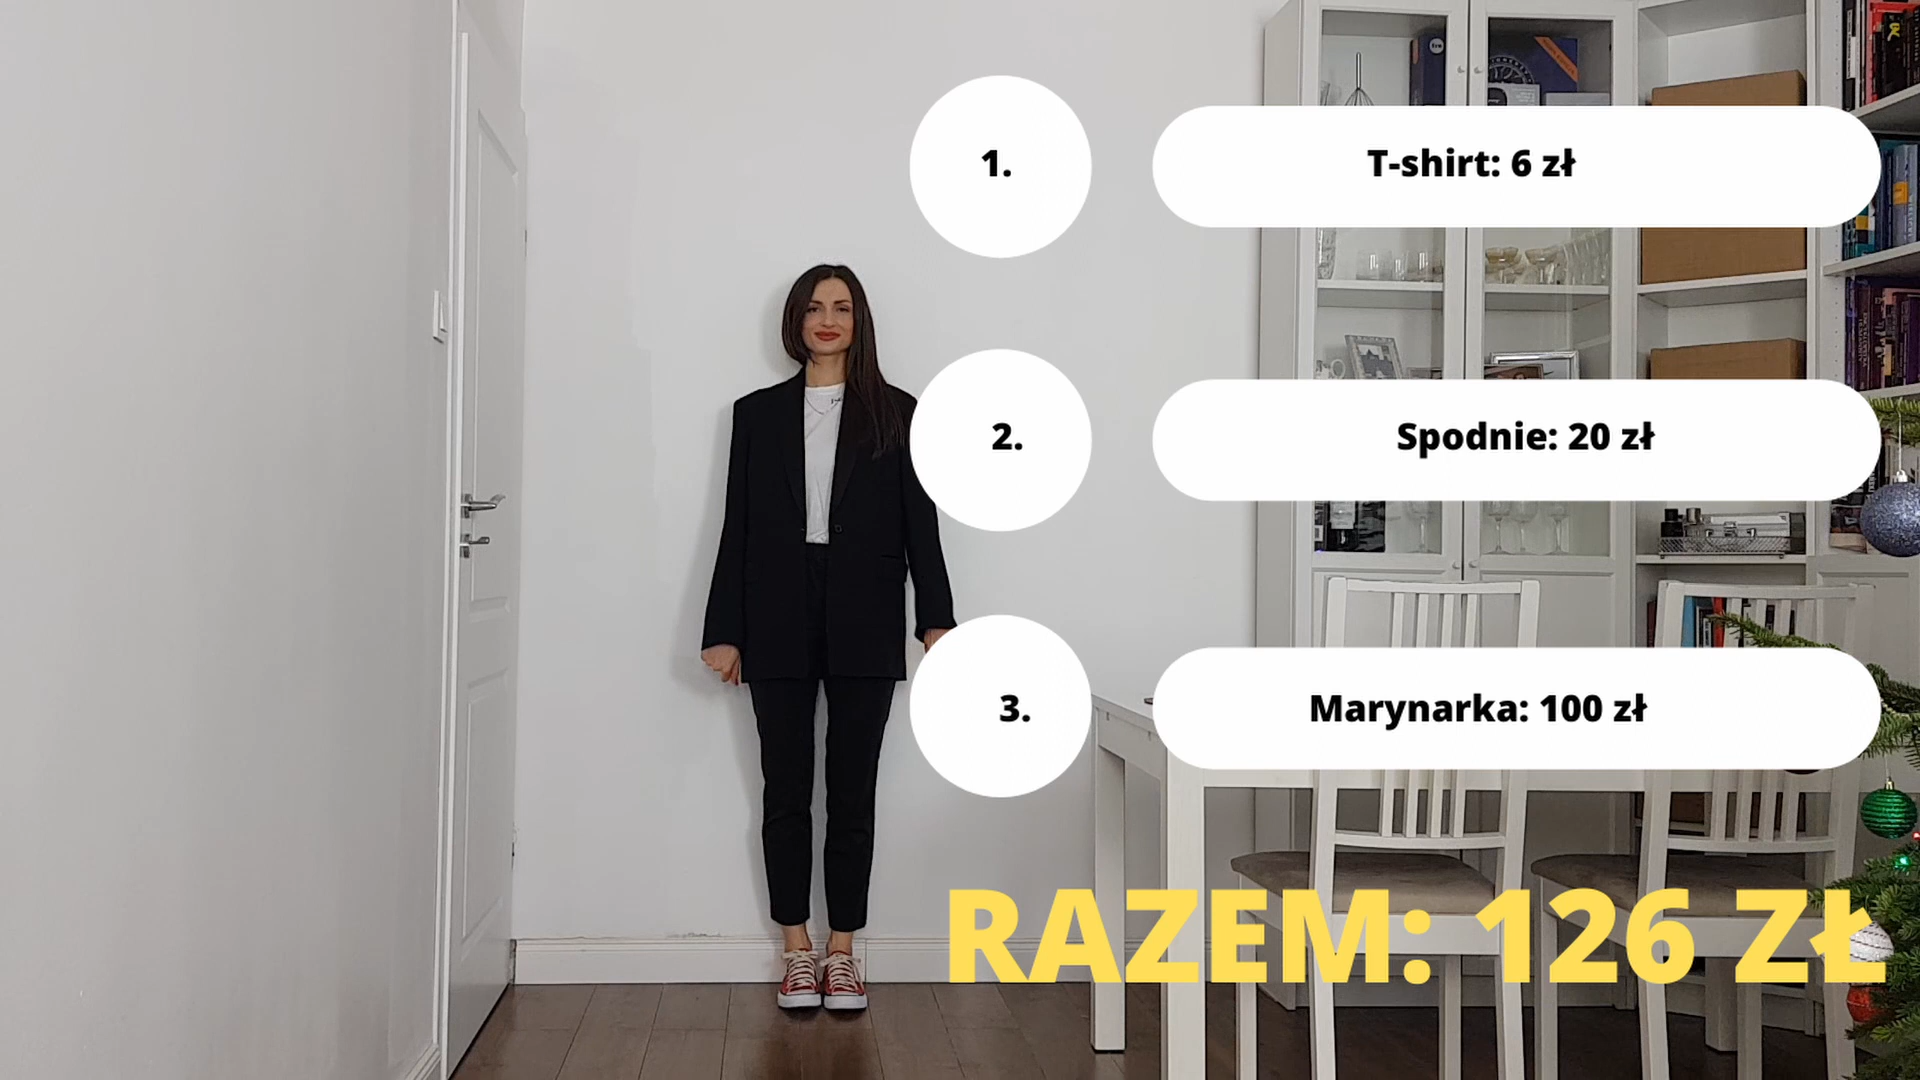 1.
T-shirt: 6 zł
2.
Spodnie: 20 zł
3.
Marynarka: 100 zł
RAZEM: 126 ZŁ